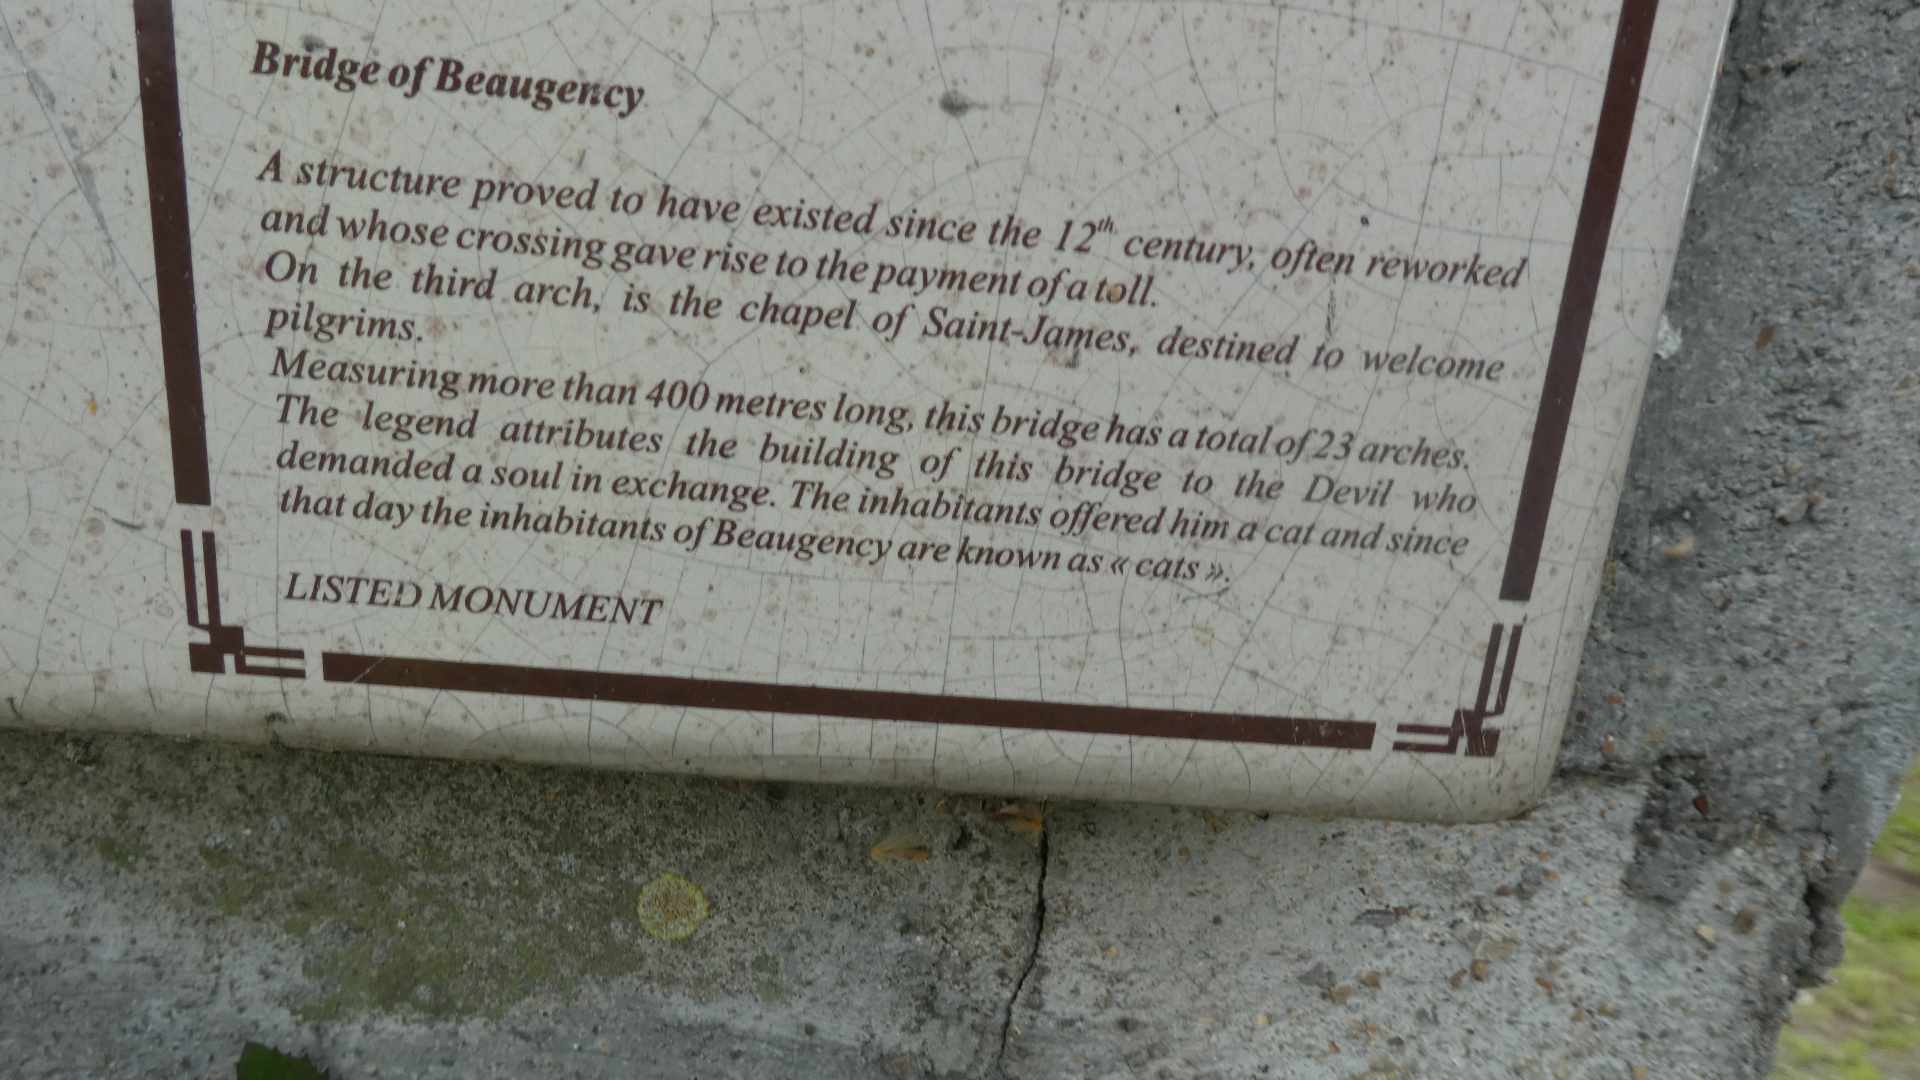 Bridge of Beaugency
A structure proved to have existed since the 12th century, often reworked
and whose crossing gave rise to the payment of a toll.
On the third arch, is the chapel of Saint-James, destined to welcome
pilgrims.
Measuring more than 400 metres long, this bridge has a total of 23 arches.
The legend attributes the building of this bridge to the Devil who
demanded a soul in exchange. The inhabitants offered him a cat and since
that day the inhabitants of Beaugency are known as « cats ».
LISTED MONUMENT